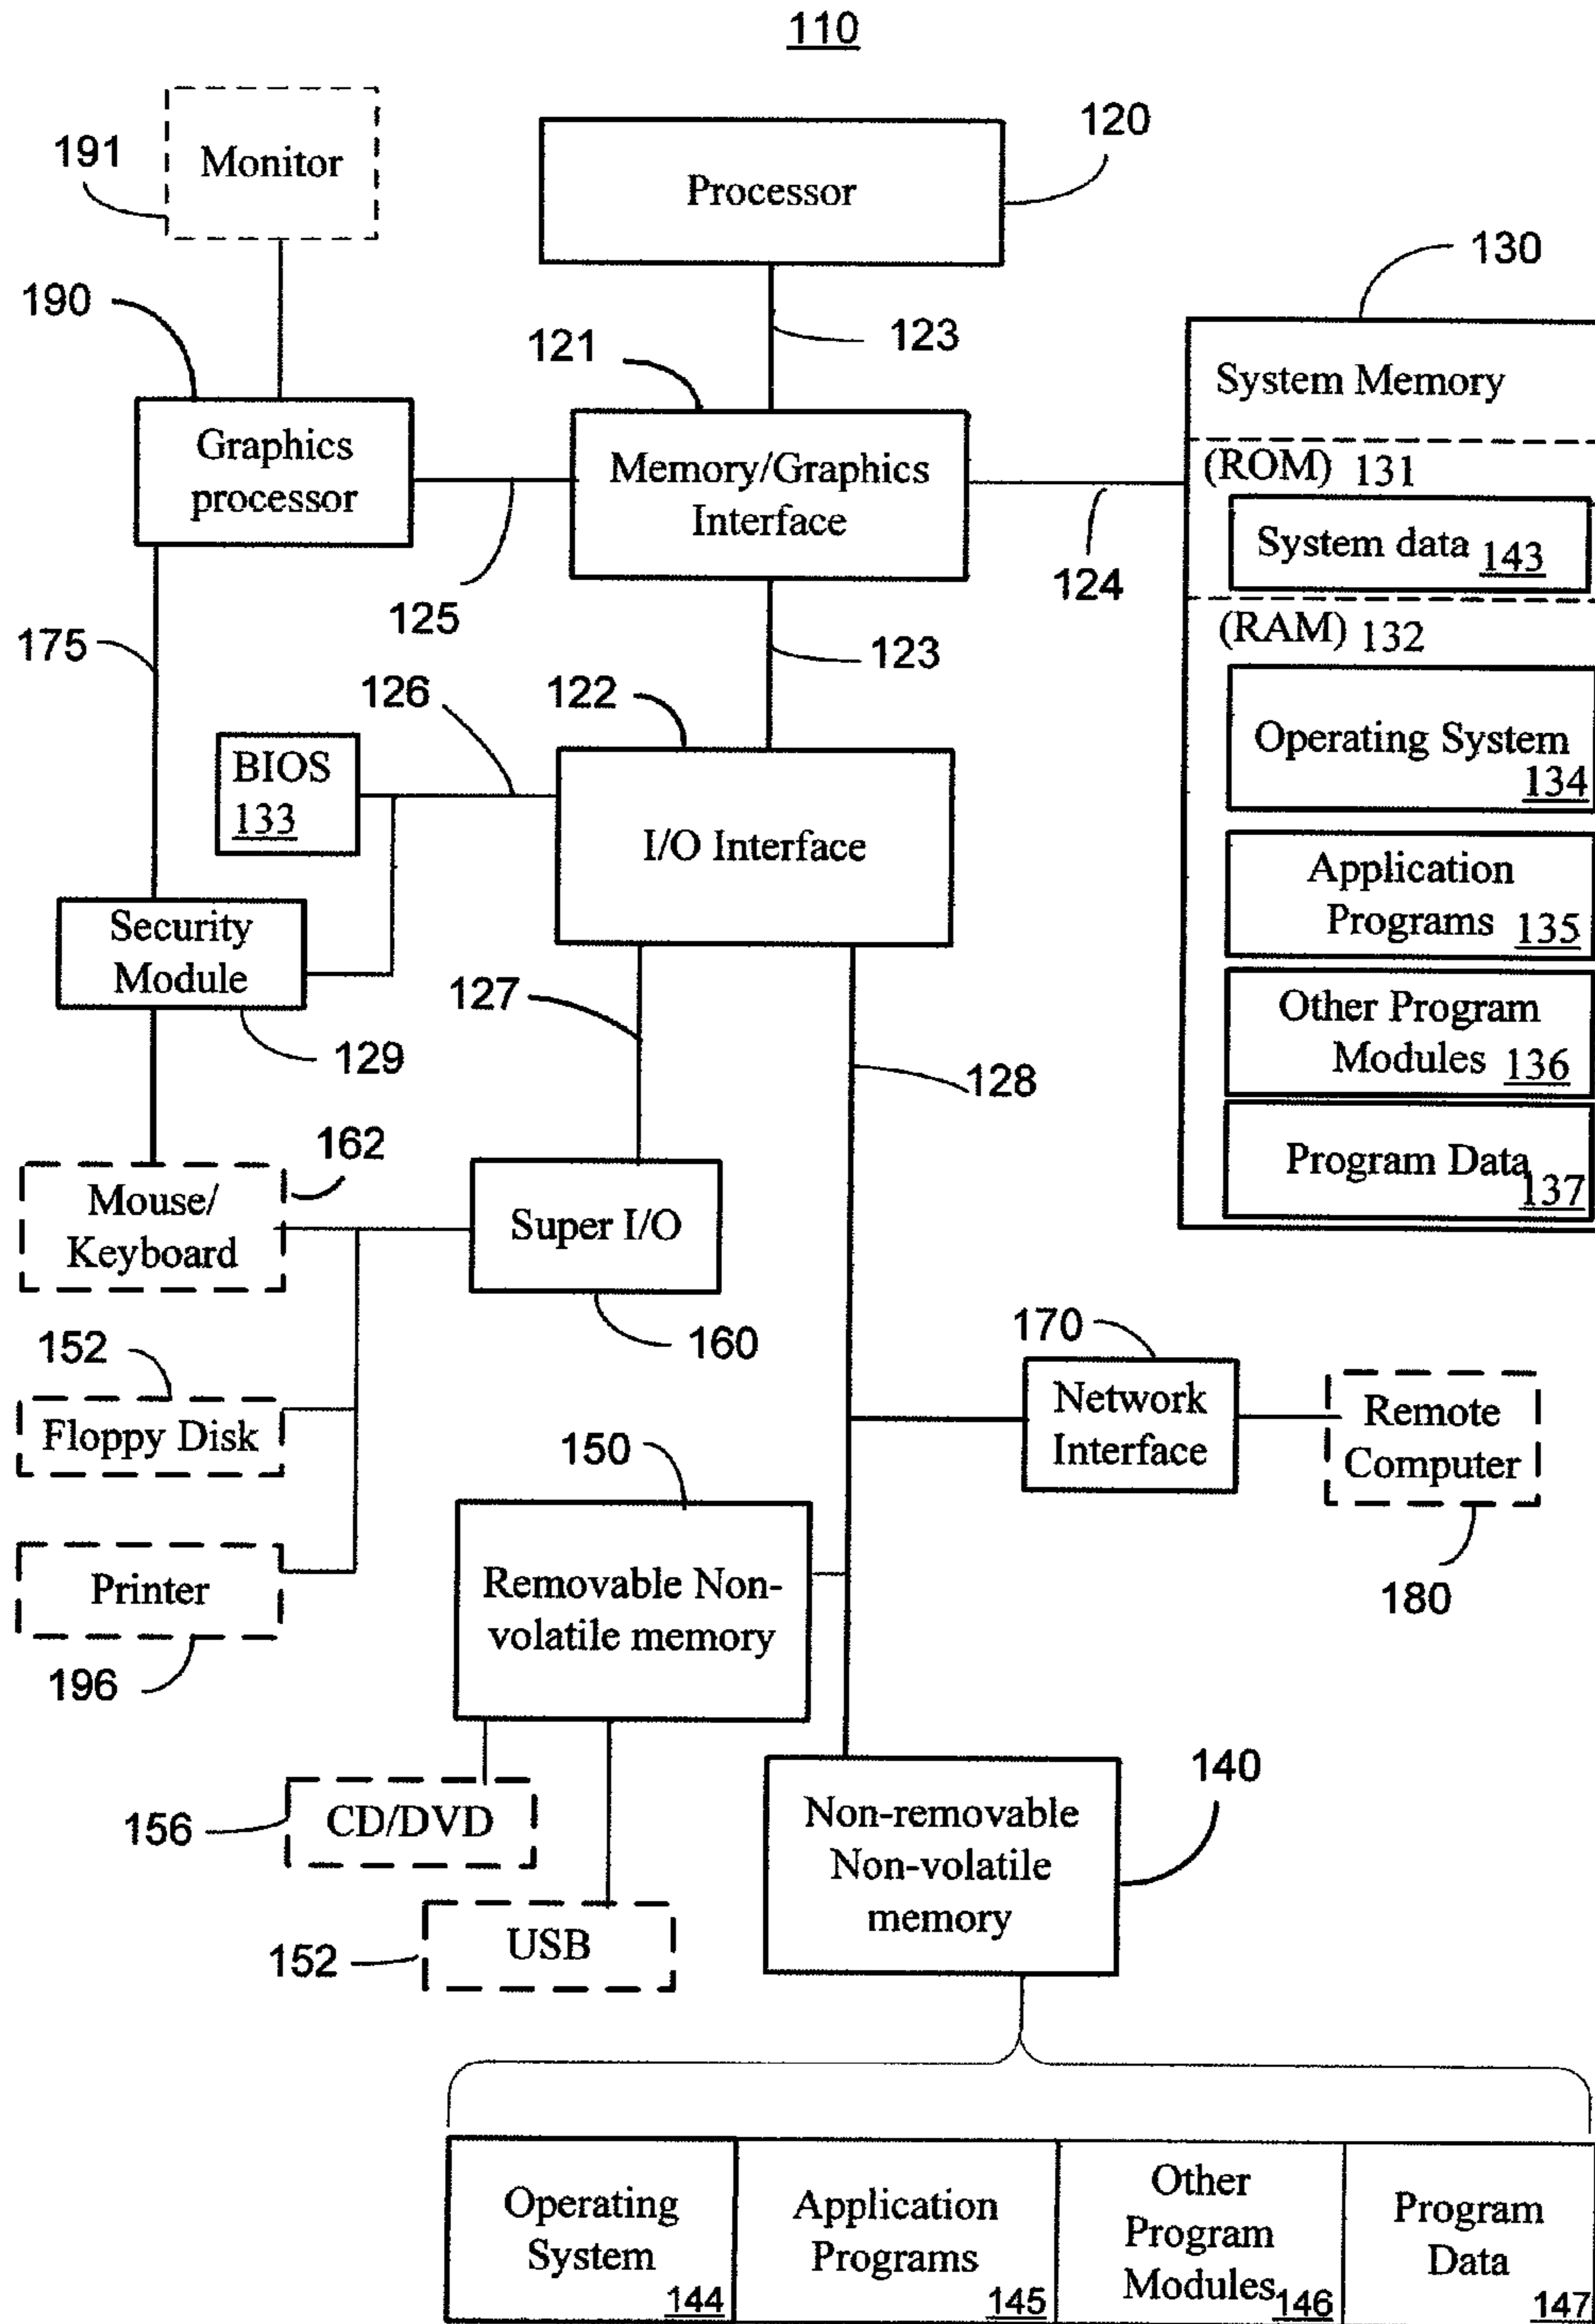 110
Monitor
191
Processor
120
130
190
123
121
System Memory
Graphics
processor
Memory/Graphics
Interface
(ROM) 131
System data 143
125
124
(RAM) 132
175
123
126
122
Operating System
134
BIOS
133
I/O Interface
Application
Programs 135
Security
Module
127
Other Program
Modules 136
129
128
162
Program Data
137
Mouse/
Keyboard
Super I/O
152
160
170
Floppy Disk
Network
Interface
Remote
Computer
150
Printer
Removable Non-
volatile memory
180
196
140
156
CD/DVD
Non-removable
Non-volatile
memory
152
USB
Operating
System
144
Application
Programs
145
Other
Program
Modules 146
Program
Data
147